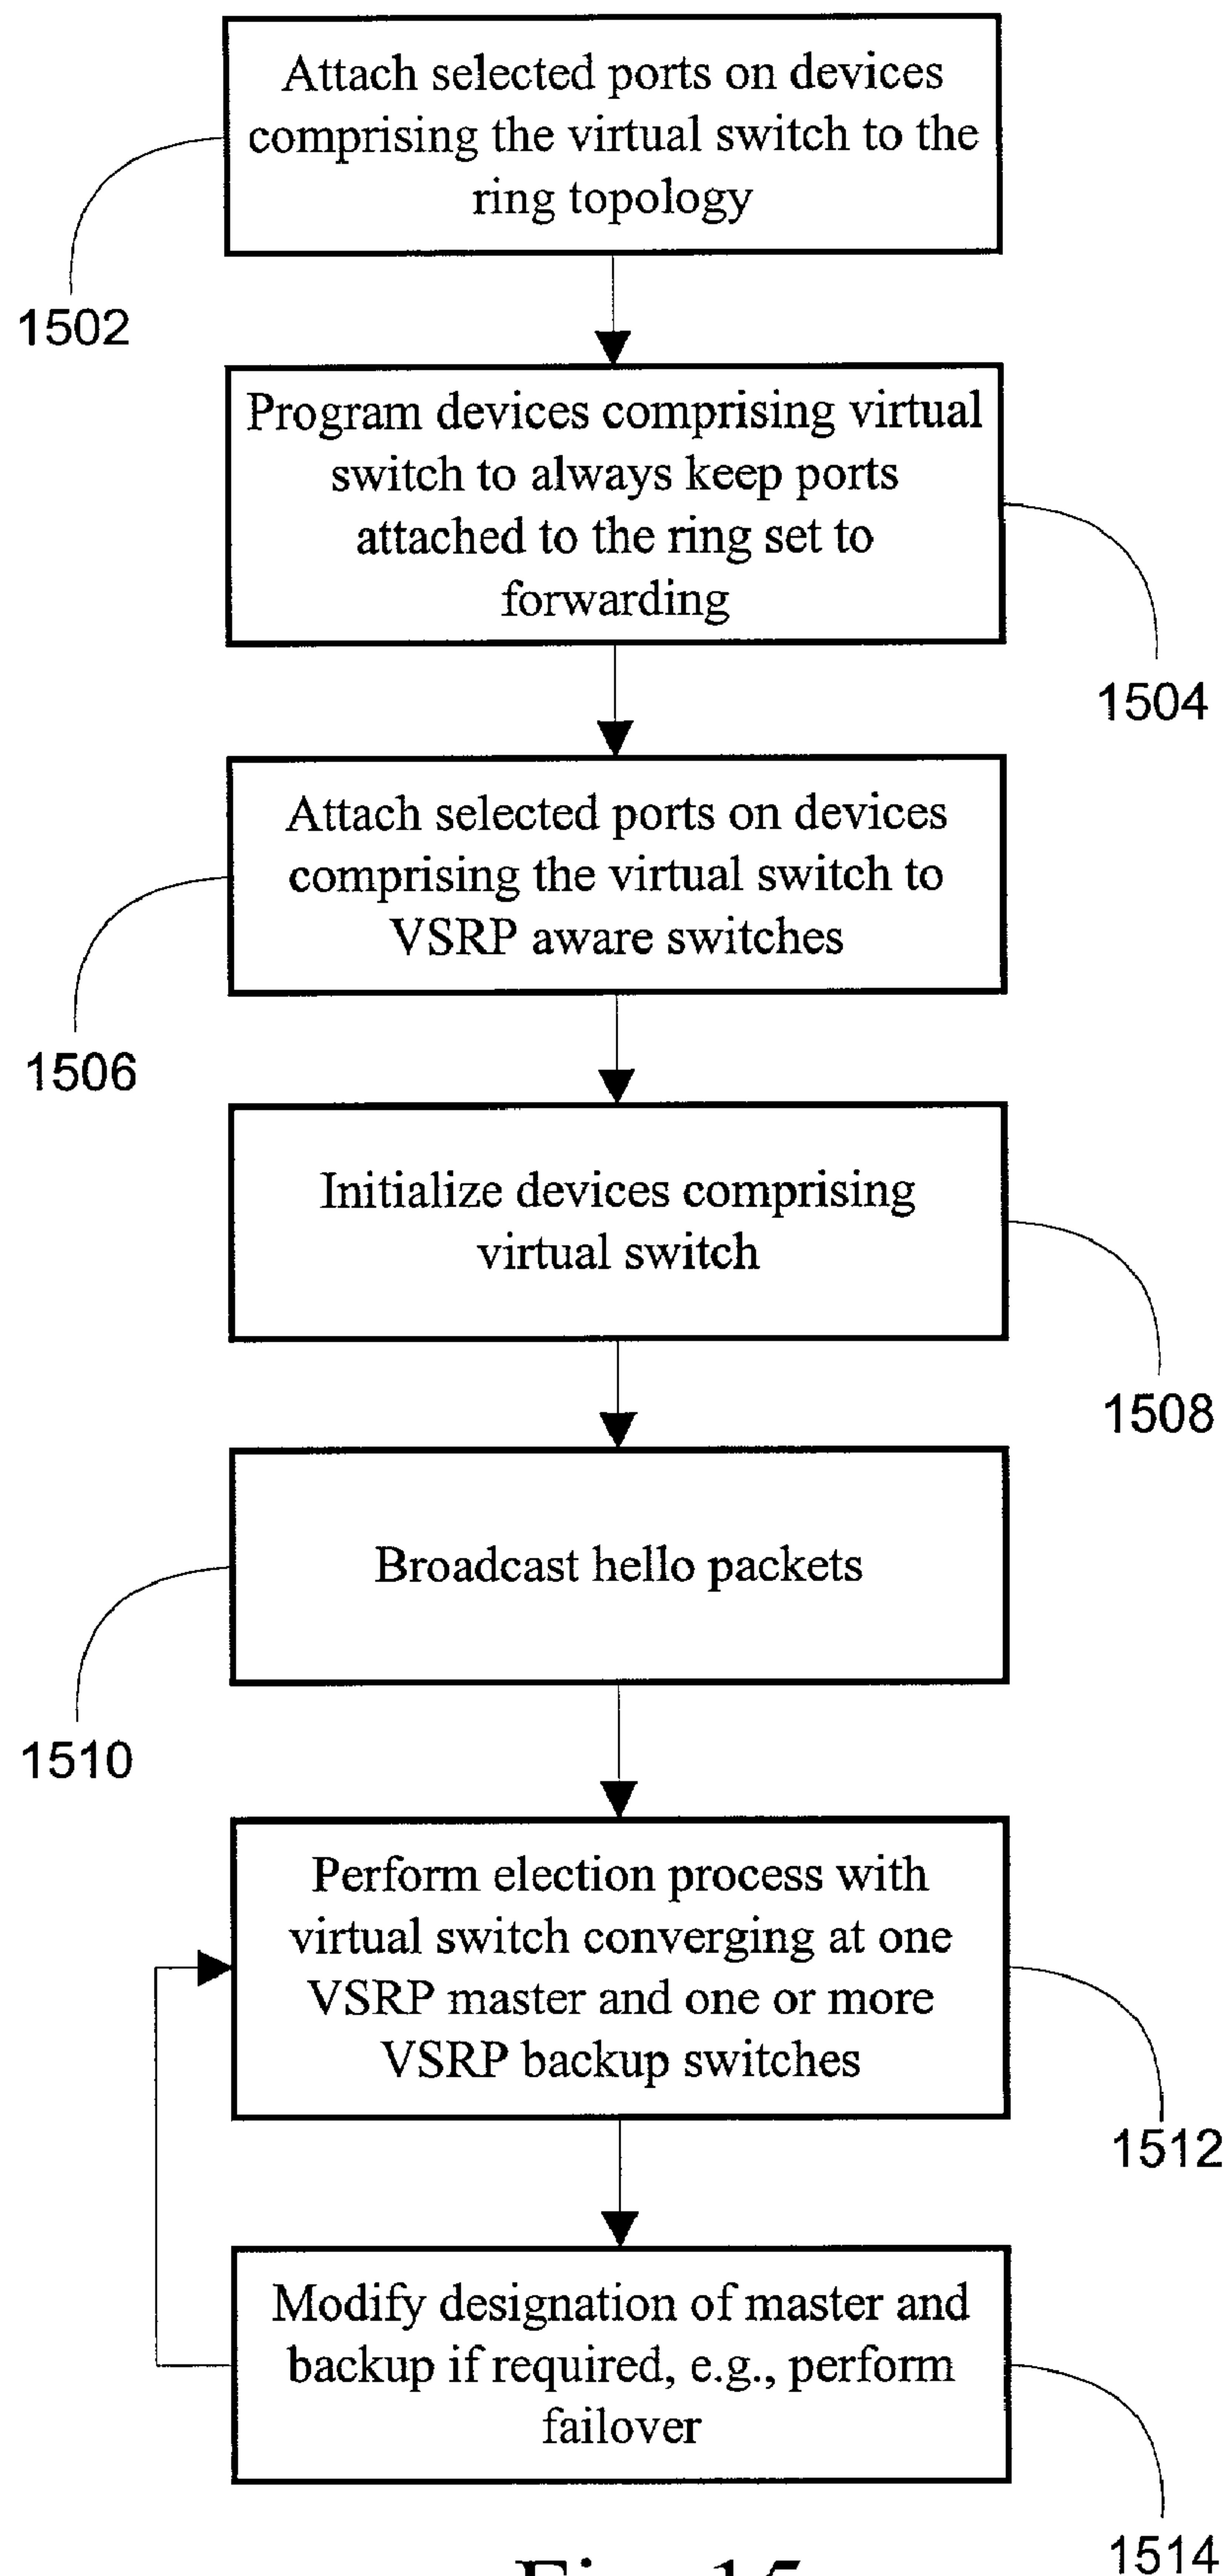 Attach selected ports on devices
comprising the virtual switch to the
ring topology
1502
Program devices comprising virtual
switch to always keep ports
attached to the ring set to
forwarding
1504
Attach selected ports on devices
comprising the virtual switch to
VSRP aware switches
1506
Initialize devices comprising
virtual switch
1508
Broadcast hello packets
1510
Perform election process with
virtual switch converging at one
VSRP master and one or more
VSRP backup switches
1512
Modify designation of master and
backup if required, e.g., perform
failover
1514